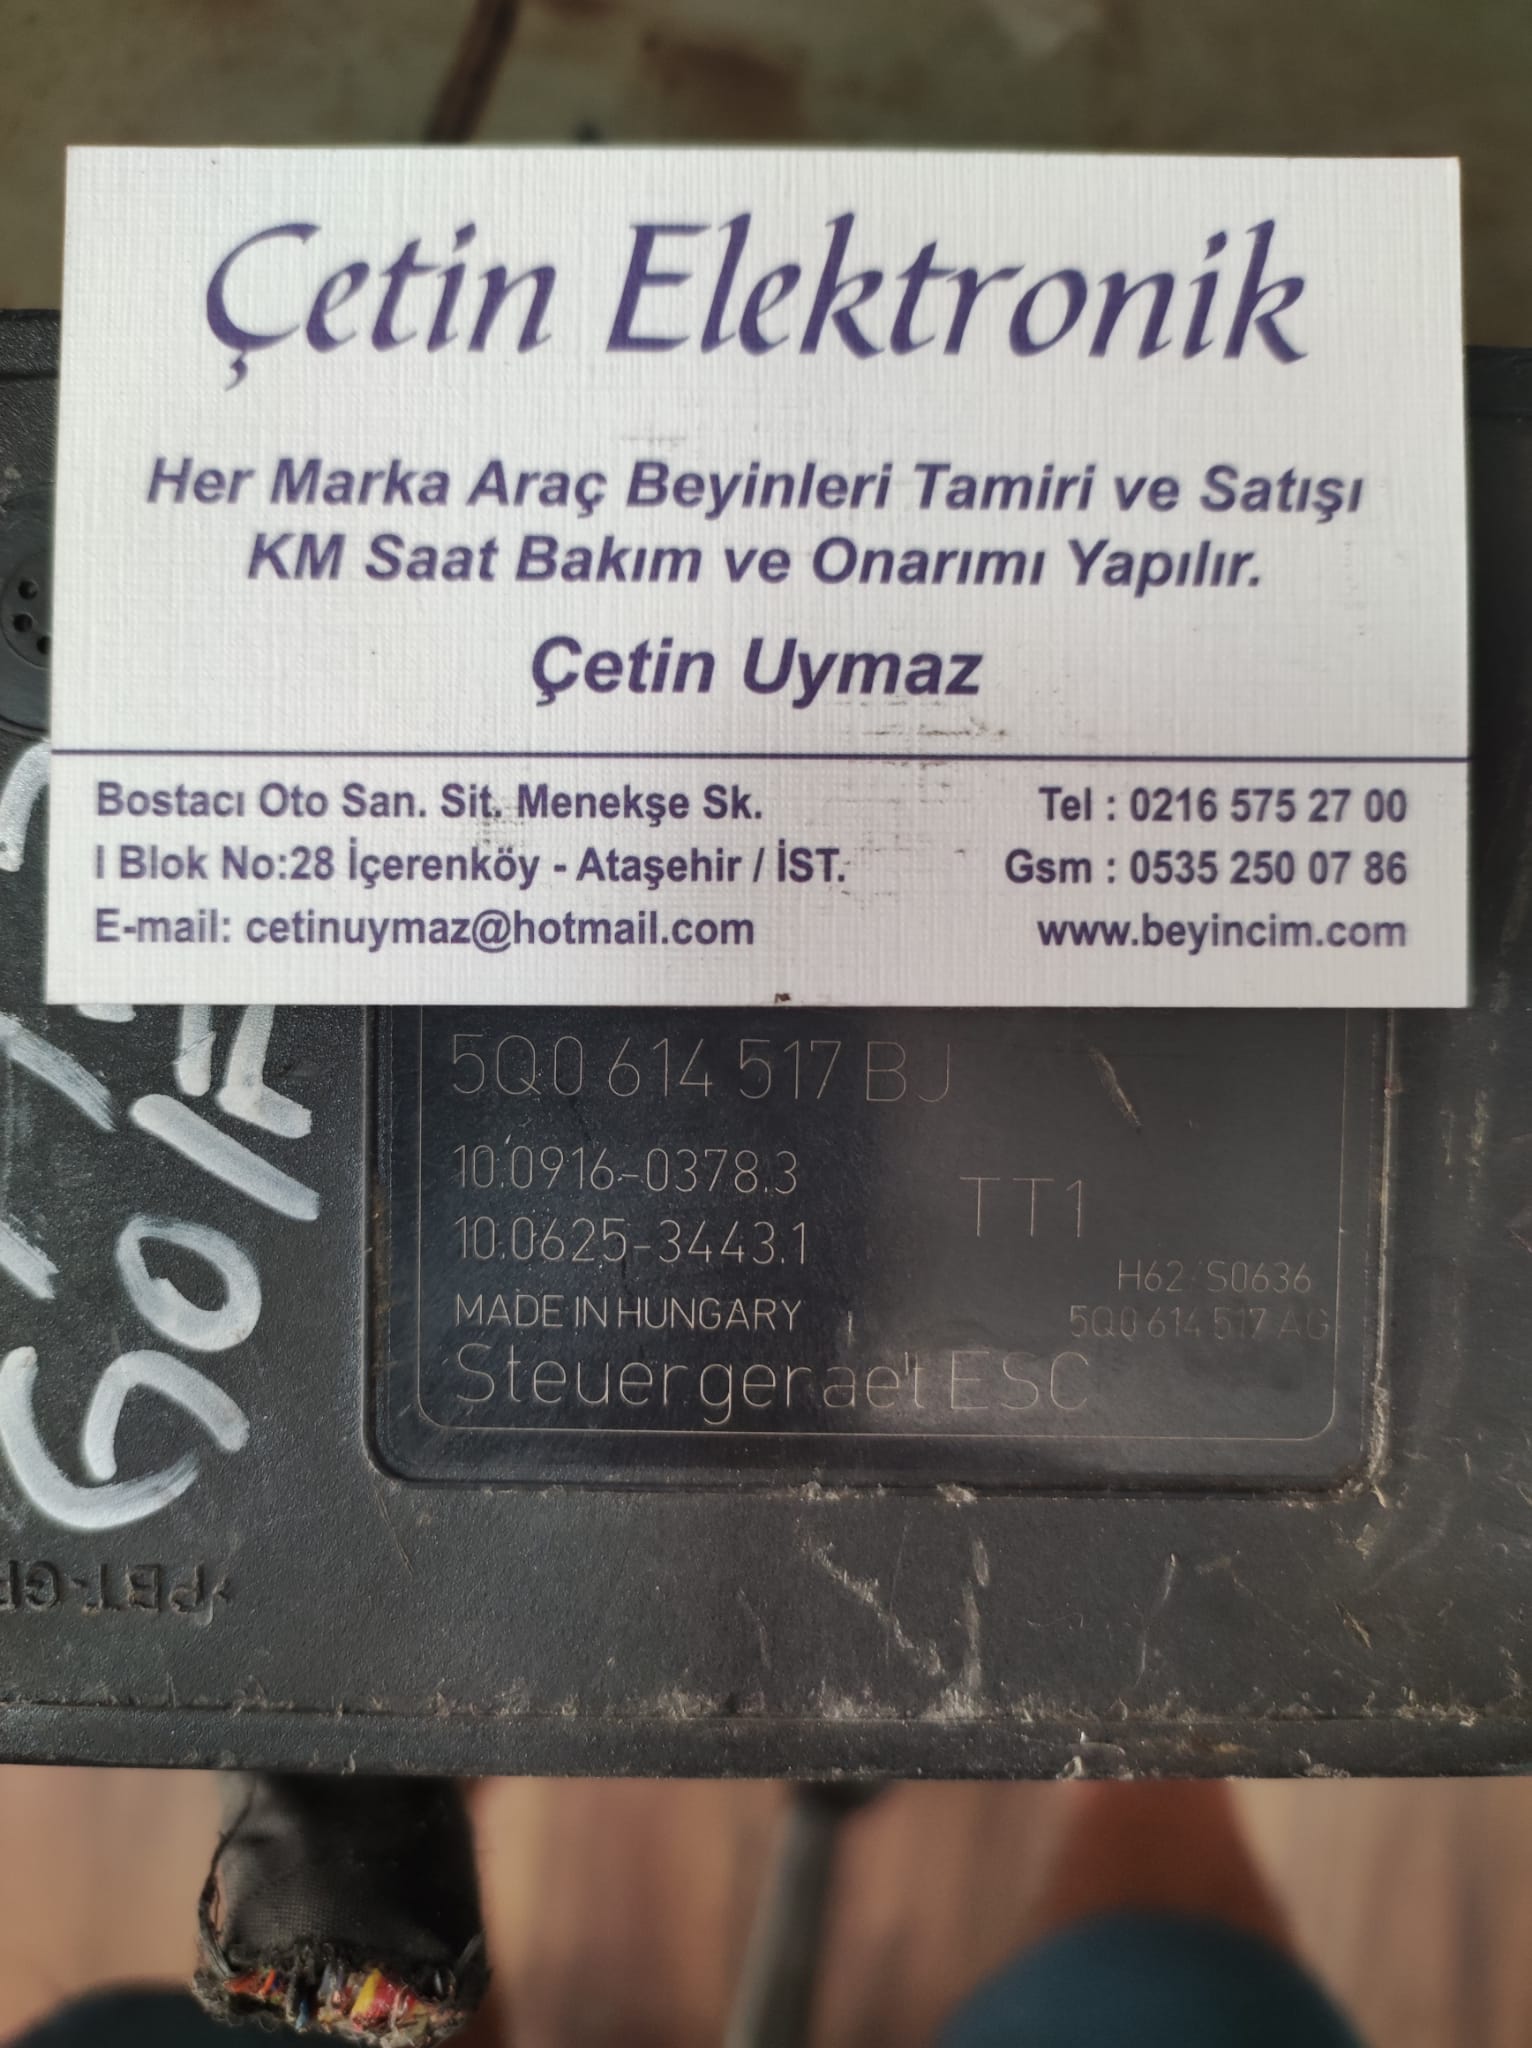 Çetin Elektronik
Her Marka Araç Beyinleri Tamiri ve Satışı
KM Saat Bakım ve Onarımı Yapılır.
Çetin Uymaz
Bostacı Oto San. Sit. Menekşe Sk.
I Blok No:28 İçerenköy - Ataşehir / İST.
E-mail: cetinuymaz@hotmail.com
Tel : 0216 575 27 00
Gsm : 0535 250 07 86
www.beyincim.com
5Q0 614 517 BJ
10.0916-0378.3
10.0625-3443.1
TT1
H62 S0636
MADE IN HUNGARY
5Q0 614 517 AG
Steuergeraet ESC
GOLF